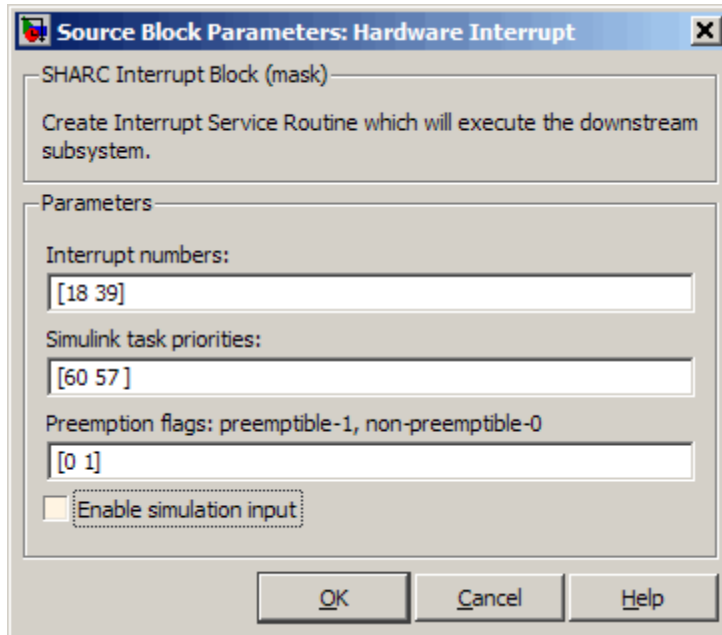 Source Block Parameters: Hardware Interrupt
SHARC Interrupt Block (mask)
Create Interrupt Service Routine which will execute the downstream
subsystem.
Parameters
Interrupt numbers:
[18 39]
Simulink task priorities:
[60 57 ]
Preemption flags: preemptible-1, non-preemptible-0
[0 1]
Enable simulation input
OK Cancel Help